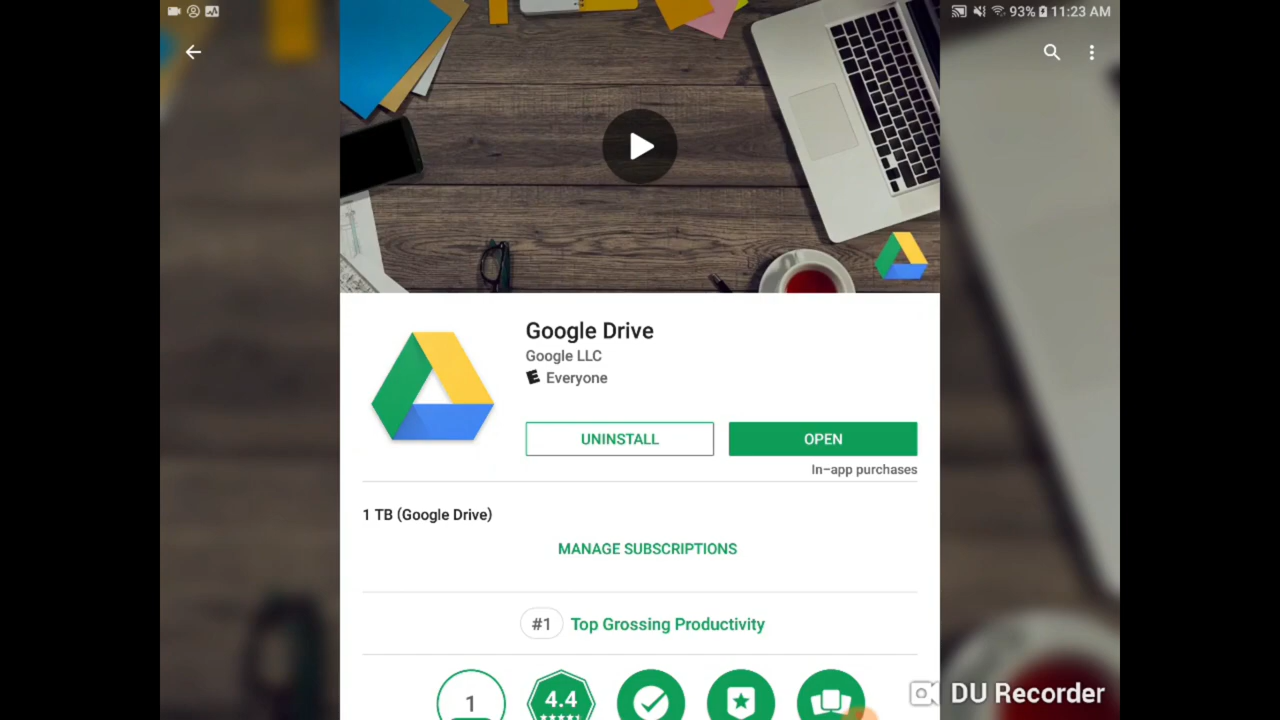 93% 11:23 AM
Google Drive
Google LLC
E Everyone
UNINSTALL
OPEN
In-app purchases
1 TB (Google Drive)
MANAGE SUBSCRIPTIONS
#1 Top Grossing Productivity
1
4.4
DU Recorder